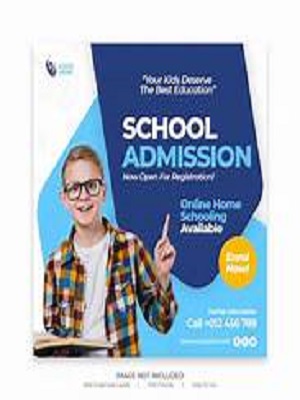 "Your Kids Deserve
The Best Education"
SCHOOL
ADMISSION
Now Open For Registration!
Online Home
Schooling
Available
Enroll
Now!
Call +012 456 789
IMAGE NOT INCLUDED